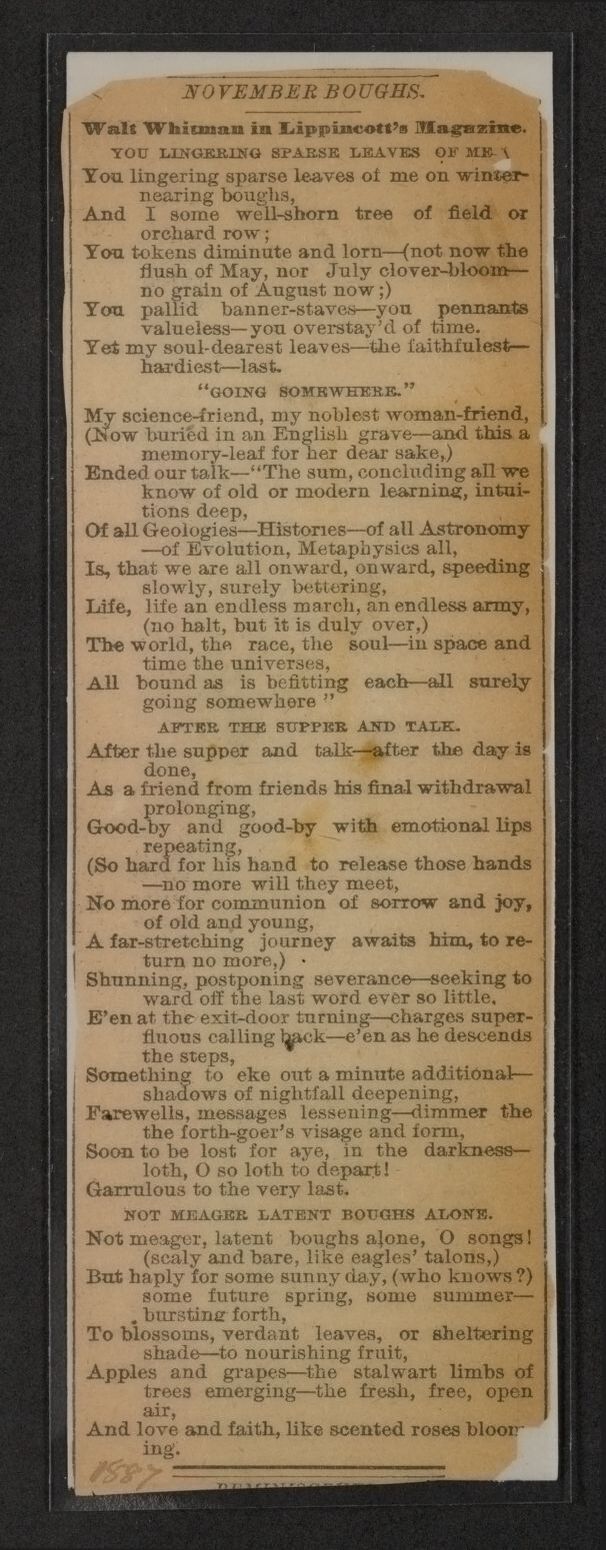 NOVEMBER BOUGHS.
Walt Whitman in Lippincott's Magazine.
YOU LINGERING SPARSE LEAVES OF ME
You lingering sparse leaves of me on winter-
nearing boughs,
And I some well-shorn tree of field or
orchard row;
You tokens diminute and lorn—(not now the
flush of May, nor July clover-bloom—
no grain of August now;)
You pallid banner-staves—you pennants
valueless—you overstay'd of time.
Yet my soul-dearest leaves—the faithfulest—
hardiest—last.
"GOING SOMEWHERE."
My science-friend, my noblest woman-friend,
(Now buried in an English grave—and this a
memory-leaf for her dear sake,)
Ended our talk—"The sum, concluding all we
know of old or modern learning, intui-
tions deep,
Of all Geologies—Histories—of all Astronomy
—of Evolution, Metaphysics all,
Is, that we are all onward, onward, speeding
slowly, surely bettering,
Life, life an endless march, an endless army,
(no halt, but it is duly over,)
The world, the race, the soul—in space and
time the universes,
All bound as is befitting each—all surely
going somewhere "
AFTER THE SUPPER AND TALK.
After the supper and talk—after the day is
done,
As a friend from friends his final withdrawal
prolonging,
Good-by and good-by with emotional lips
repeating,
(So hard for his hand to release those hands
—no more will they meet,
No more for communion of sorrow and joy,
of old and young,
A far-stretching journey awaits him, to re-
turn no more,)
Shunning, postponing severance—seeking to
ward off the last word ever so little,
E'en at the exit-door turning—charges super-
fluous calling back—e'en as he descends
the steps,
Something to eke out a minute additional—
shadows of nightfall deepening,
Farewells, messages lessening—dimmer the
the forth-goer's visage and form,
Soon to be lost for aye, in the darkness—
loth, O so loth to depart!
Garrulous to the very last.
NOT MEAGER LATENT BOUGHS ALONE.
Not meager, latent boughs alone, O songs!
(scaly and bare, like eagles' talons,)
But haply for some sunny day, (who knows?)
some future spring, some summer—
bursting forth,
To blossoms, verdant leaves, or sheltering
shade—to nourishing fruit,
Apples and grapes—the stalwart limbs of
trees emerging—the fresh, free, open
air,
And love and faith, like scented roses bloom
ing.
1887